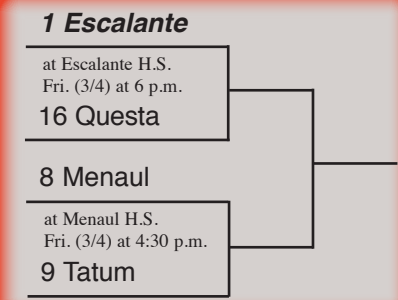 1 Escalante
at Escalante H.S.
Fri. (3/4) at 6 p.m.
16 Questa
8 Menaul
at Menaul H.S.
Fri. (3/4) at 4:30 p.m.
9 Tatum